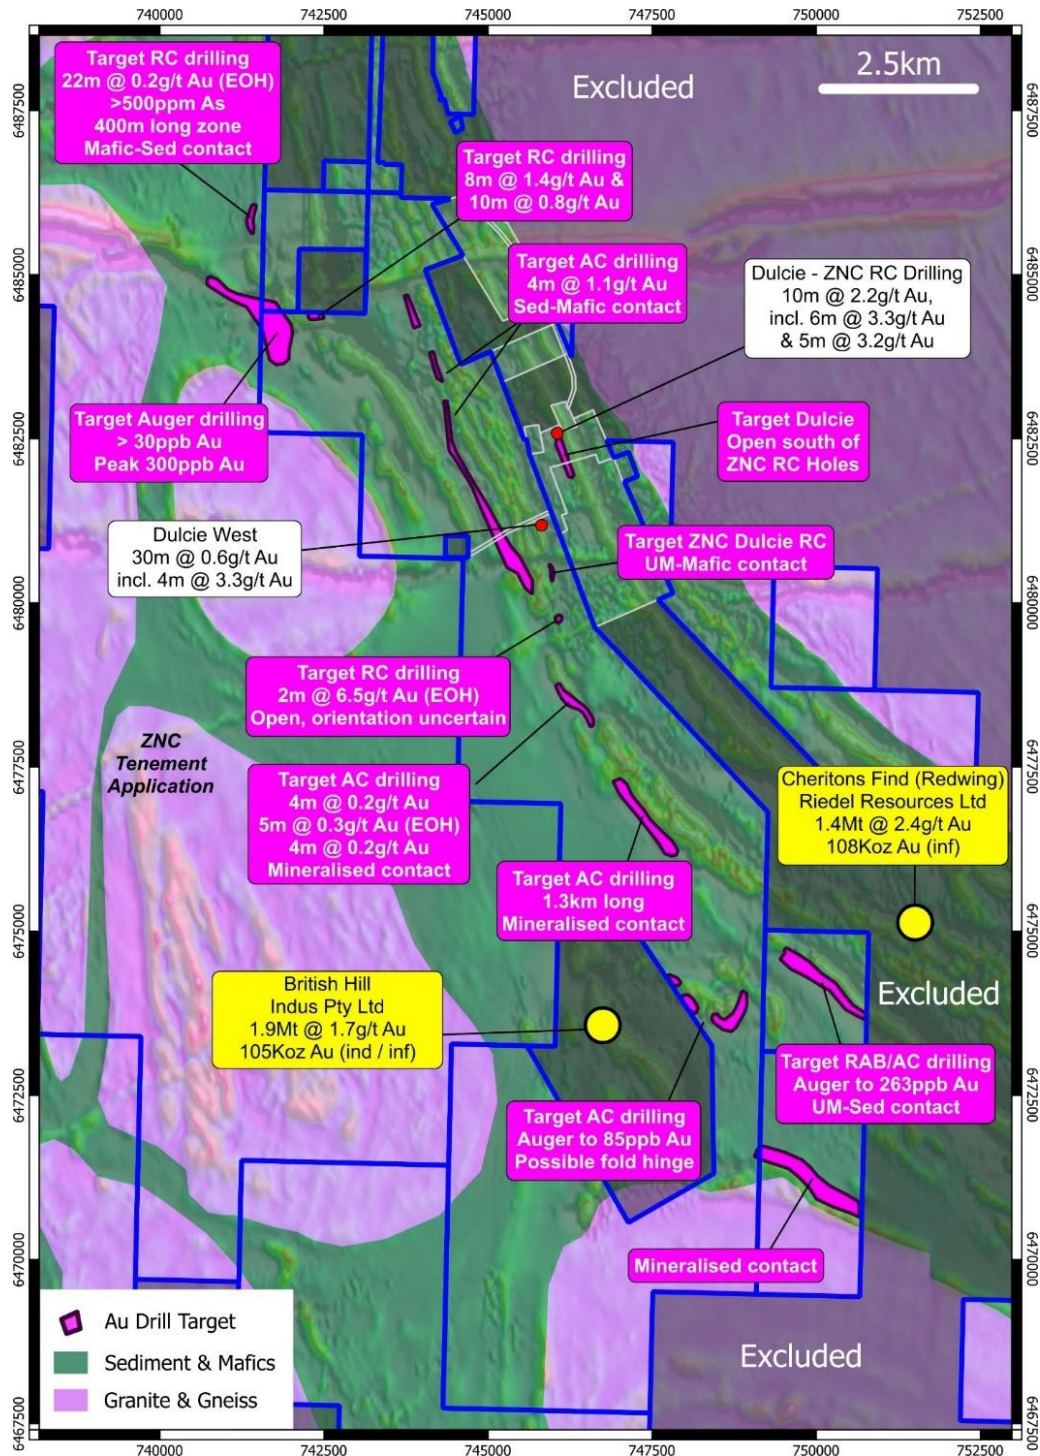 740000
742500
745000
747500
750000
752500
6487500
6485000
6482500
6480000
6477500
6475000
6472500
6470000
6467500
Target RC drilling
22m @ 0.2g/t Au (EOH)
>500ppm As
400m long zone
Mafic-Sed contact
Excluded
2.5km
Target RC drilling
8m @ 1.4g/t Au &
10m @ 0.8g/t Au
Target AC drilling
4m @ 1.1g/t Au
Sed-Mafic contact
Dulcie - ZNC RC Drilling
10m @ 2.2g/t Au,
incl. 6m @ 3.3g/t Au
& 5m @ 3.2g/t Au
Target Auger drilling
> 30ppb Au
Peak 300ppb Au
Target Dulcie
Open south of
ZNC RC Holes
Dulcie West
30m @ 0.6g/t Au
incl. 4m @ 3.3g/t Au
Target ZNC Dulcie RC
UM-Mafic contact
Target RC drilling
2m @ 6.5g/t Au (EOH)
Open, orientation uncertain
ZNC
Tenement
Application
Target AC drilling
4m @ 0.2g/t Au
5m @ 0.3g/t Au (EOH)
4m @ 0.2g/t Au
Mineralised contact
Cheritons Find (Redwing)
Riedel Resources Ltd
1.4Mt @ 2.4g/t Au
108Koz Au (inf)
Target AC drilling
1.3km long
Mineralised contact
British Hill
Indus Pty Ltd
1.9Mt @ 1.7g/t Au
105Koz Au (ind / inf)
Excluded
Target RAB/AC drilling
Auger to 263ppb Au
UM-Sed contact
Target AC drilling
Auger to 85ppb Au
Possible fold hinge
Mineralised contact
Excluded
Au Drill Target
Sediment & Mafics
Granite & Gneiss
6487500
6485000
6482500
6480000
6477500
6475000
6472500
6470000
6467500
740000
742500
745000
747500
750000
752500